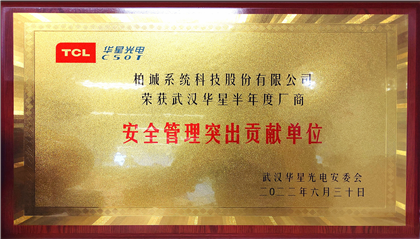 TCL 华星光电
CSOT
柏诚系统科技股份有限公司
荣获武汉华星半年度厂商
安全管理突出贡献单位
武汉华星光电安委会
二〇二二年六月三十日